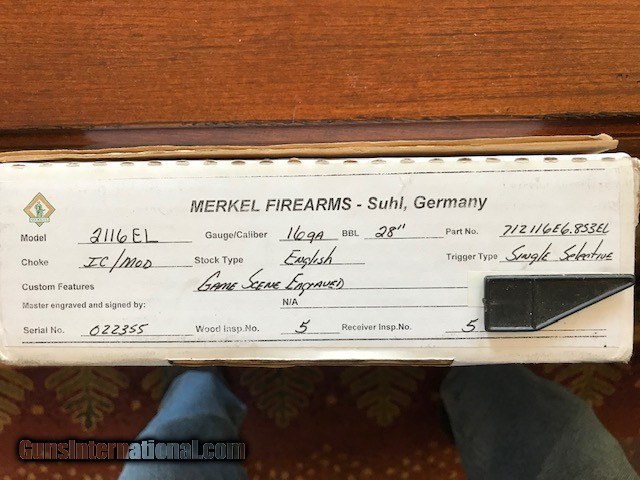 MERKEL FIREARMS - Suhl, Germany
Model 2116EL Gauge/Caliber 16ga BBL 28" Part No. 712116E6.853EL
Choke IC/MOD Stock Type English Trigger Type Single Selective
Custom Features Game Scene Engraved
Master engraved and signed by: N/A
Serial No. 022355 Wood Insp.No. 5 Receiver Insp.No. 5
GunsInternational.com